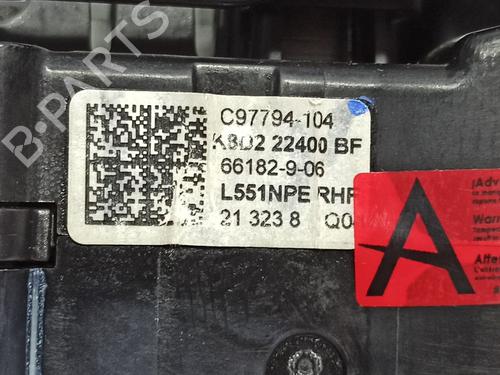 B-PARTS
C97794-104
K8D2 22400 BF
66182-9-06
L551NPE RHF
21 323 8
A